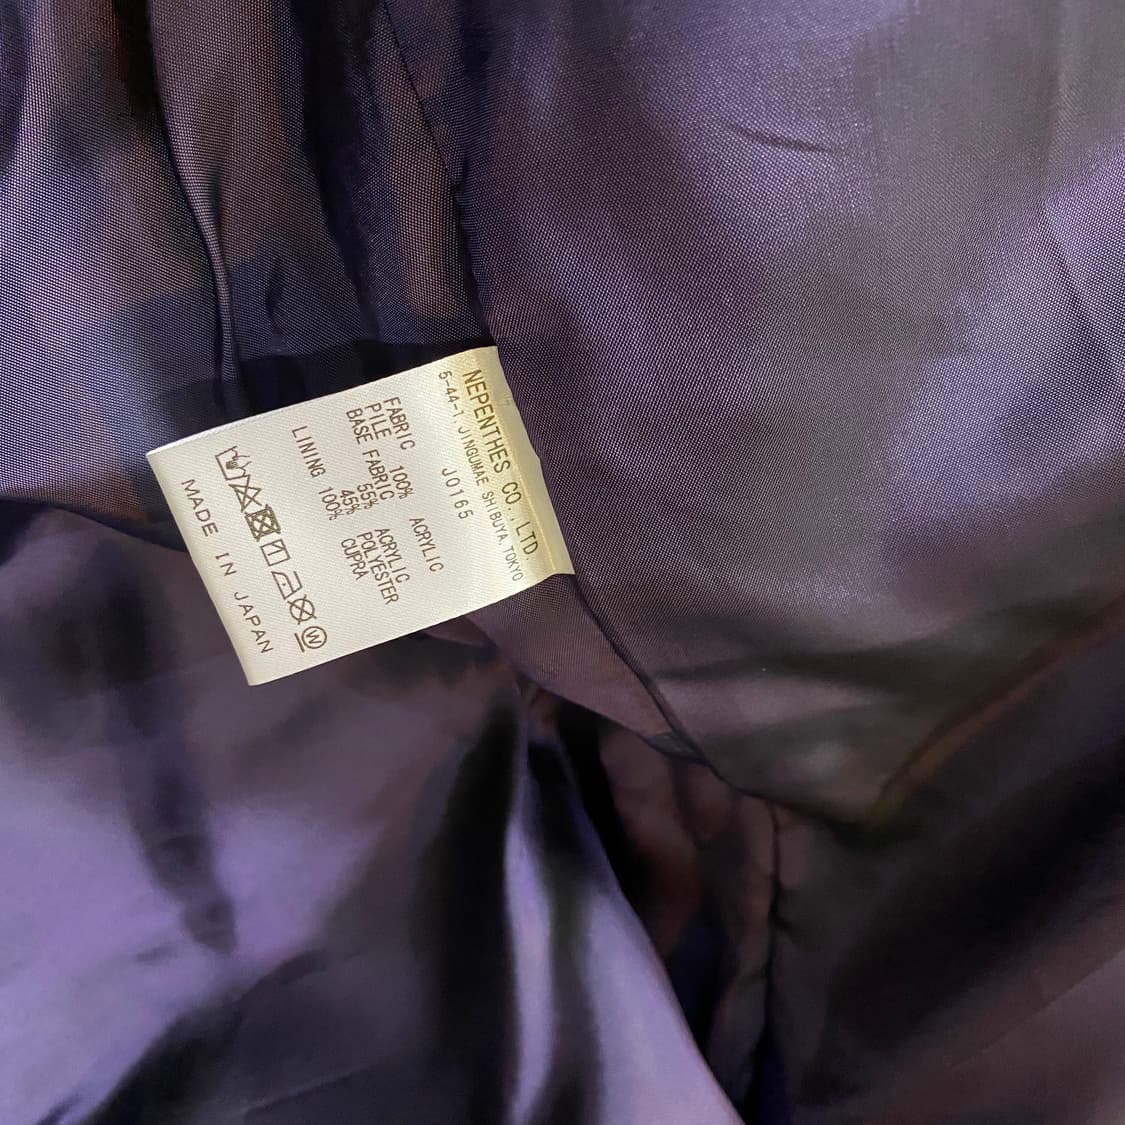 NEPENTHES CO.,LTD.
5-44-1,JINGUMAE SHIBUYA,TOKYO
J0165
FABRIC 100% ACRYLIC
PILE
BASE FABRIC
55% ACRYLIC
45% POLYESTER
LINING 100% CUPRA
W
MADE IN JAPAN